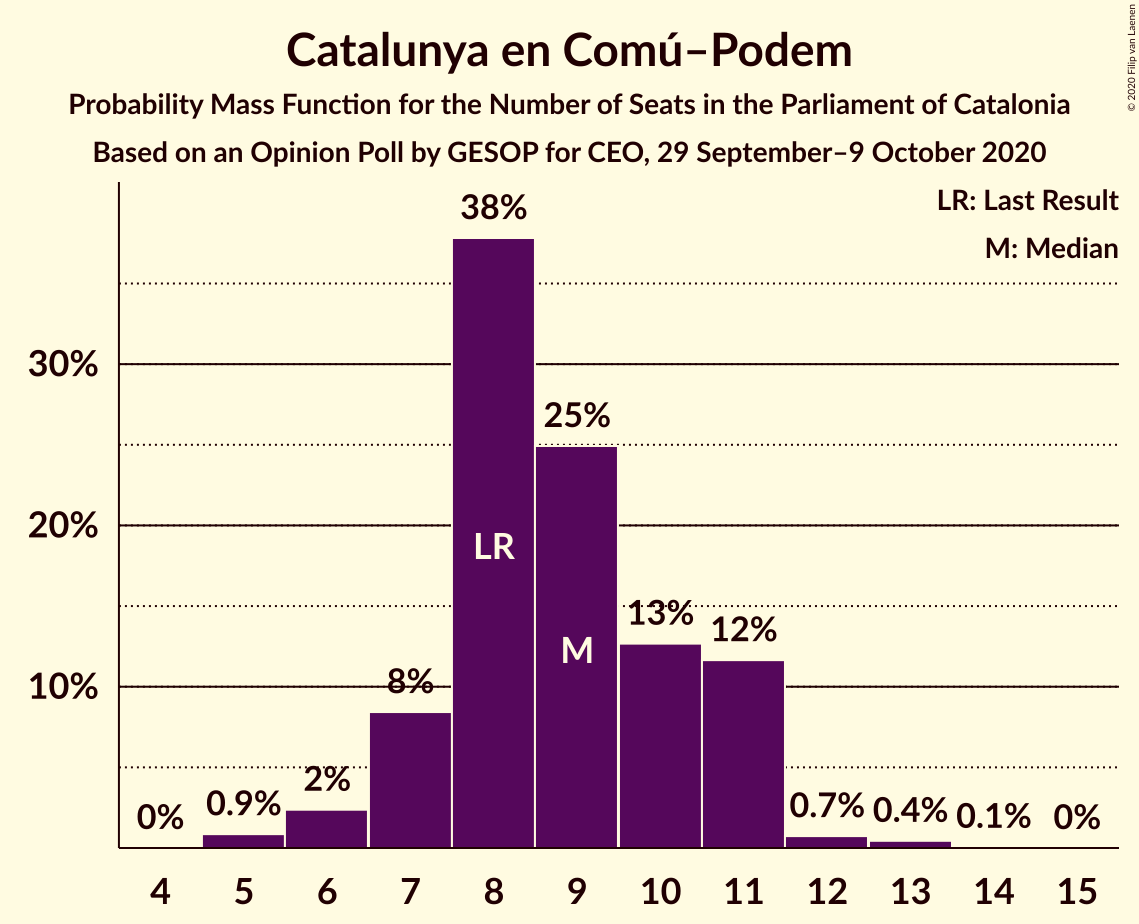 Catalunya en Comú–Podem
Probability Mass Function for the Number of Seats in the Parliament of Catalonia
Based on an Opinion Poll by GESOP for CEO, 29 September–9 October 2020
© 2020 Filip van Laenen
LR: Last Result
M: Median
38%
30%
25%
20%
LR
13%
12%
M
10%
8%
2%
0%
0.9%
0.7%
0.4%
0.1%
0%
4 5 6 7 8 9 10 11 12 13 14 15